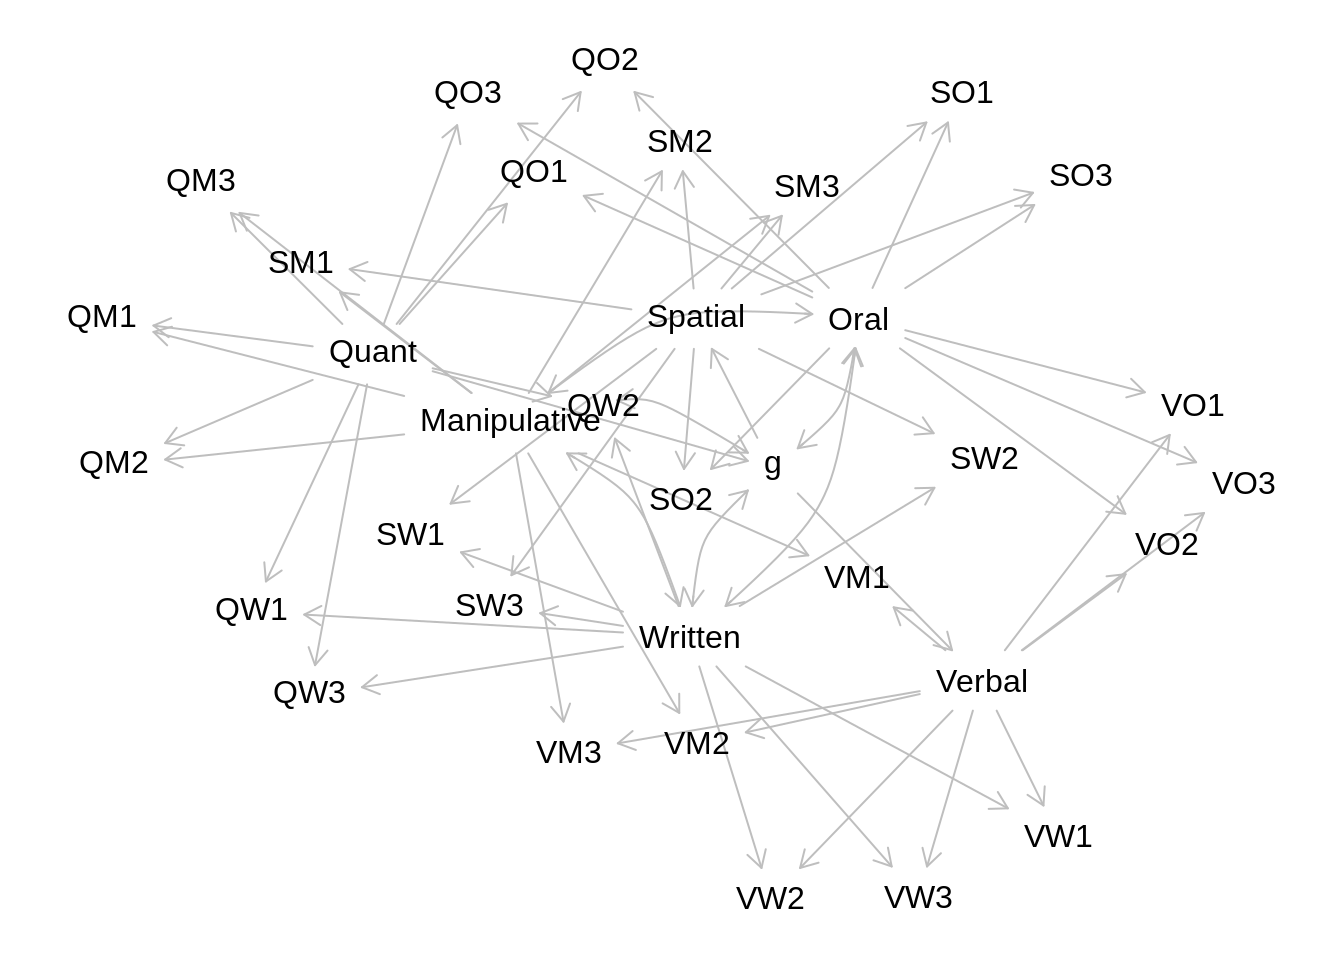 QO2
QO3
SO1
SM2
QO1
SO3
QM3
SM3
SM1
QM1
Spatial
Oral
Quant
QW2
VO1
Manipulative
QM2
g
SW2
VO3
SO2
SW1
VO2
VM1
SW3
QW1
Written
Verbal
QW3
VM2
VM3
VW1
VW2
VW3